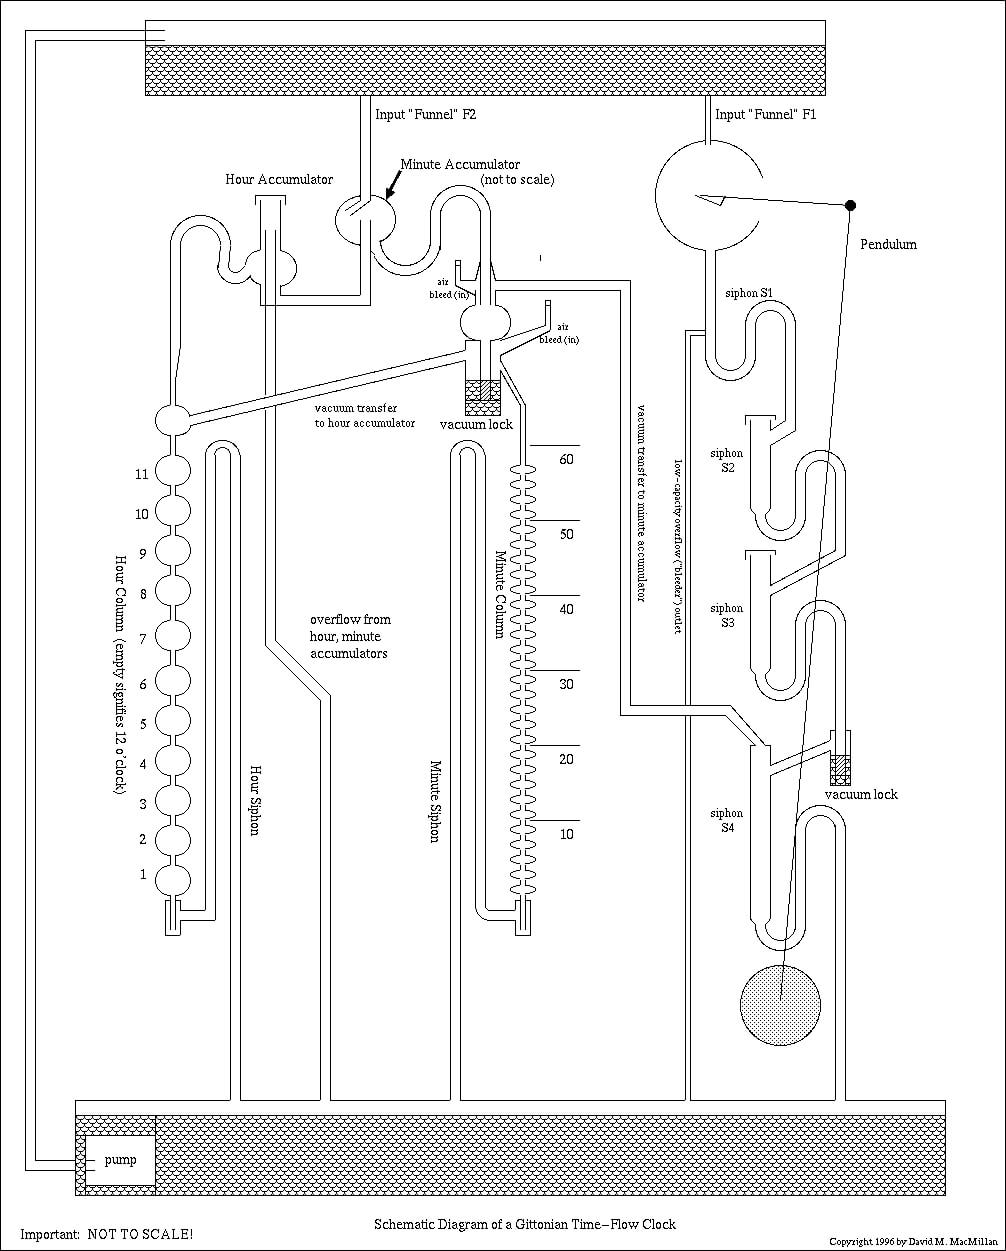 Input "Funnel" F2
Input "Funnel" F1
Minute Accumulator
(not to scale)
Hour Accumulator
Pendulum
air
bleed (in)
siphon S1
air
bleed (in)
vacuum transfer
to hour accumulator
vacuum lock
siphon
S2
60
11
10
9
8
7
6
5
4
3
2
1
50
40
30
20
10
Hour Column (empty signifies 12 o'clock)
Minute Column
vacuum transfer to minute accumulator
low-capacity overflow ("bleeder") outlet
siphon
S3
overflow from
hour, minute
accumulators
Hour Siphon
Minute Siphon
vacuum lock
siphon
S4
pump
Important: NOT TO SCALE!
Schematic Diagram of a Gittonian Time-Flow Clock
Copyright 1996 by David M. MacMillan